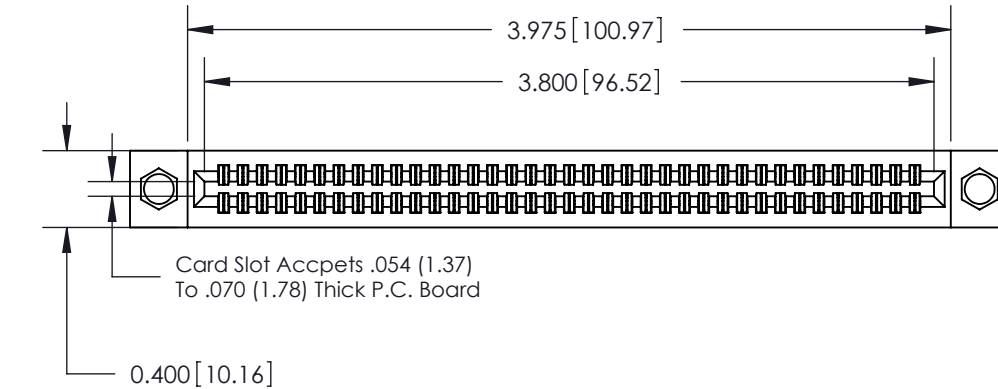 3.975 [100.97]
3.800 [96.52]
Card Slot Accpets .054 (1.37)
To .070 (1.78) Thick P.C. Board
0.400 [10.16]